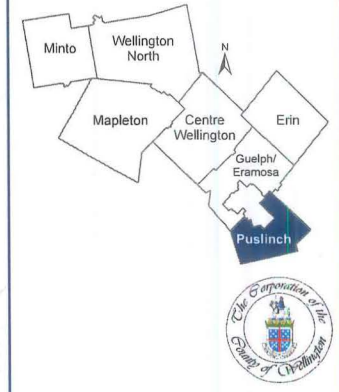 N
Minto
Wellington
North
Mapleton
Centre
Wellington
Erin
Guelph/
Eramosa
Puslinch
The Corporation of the
County of Wellington